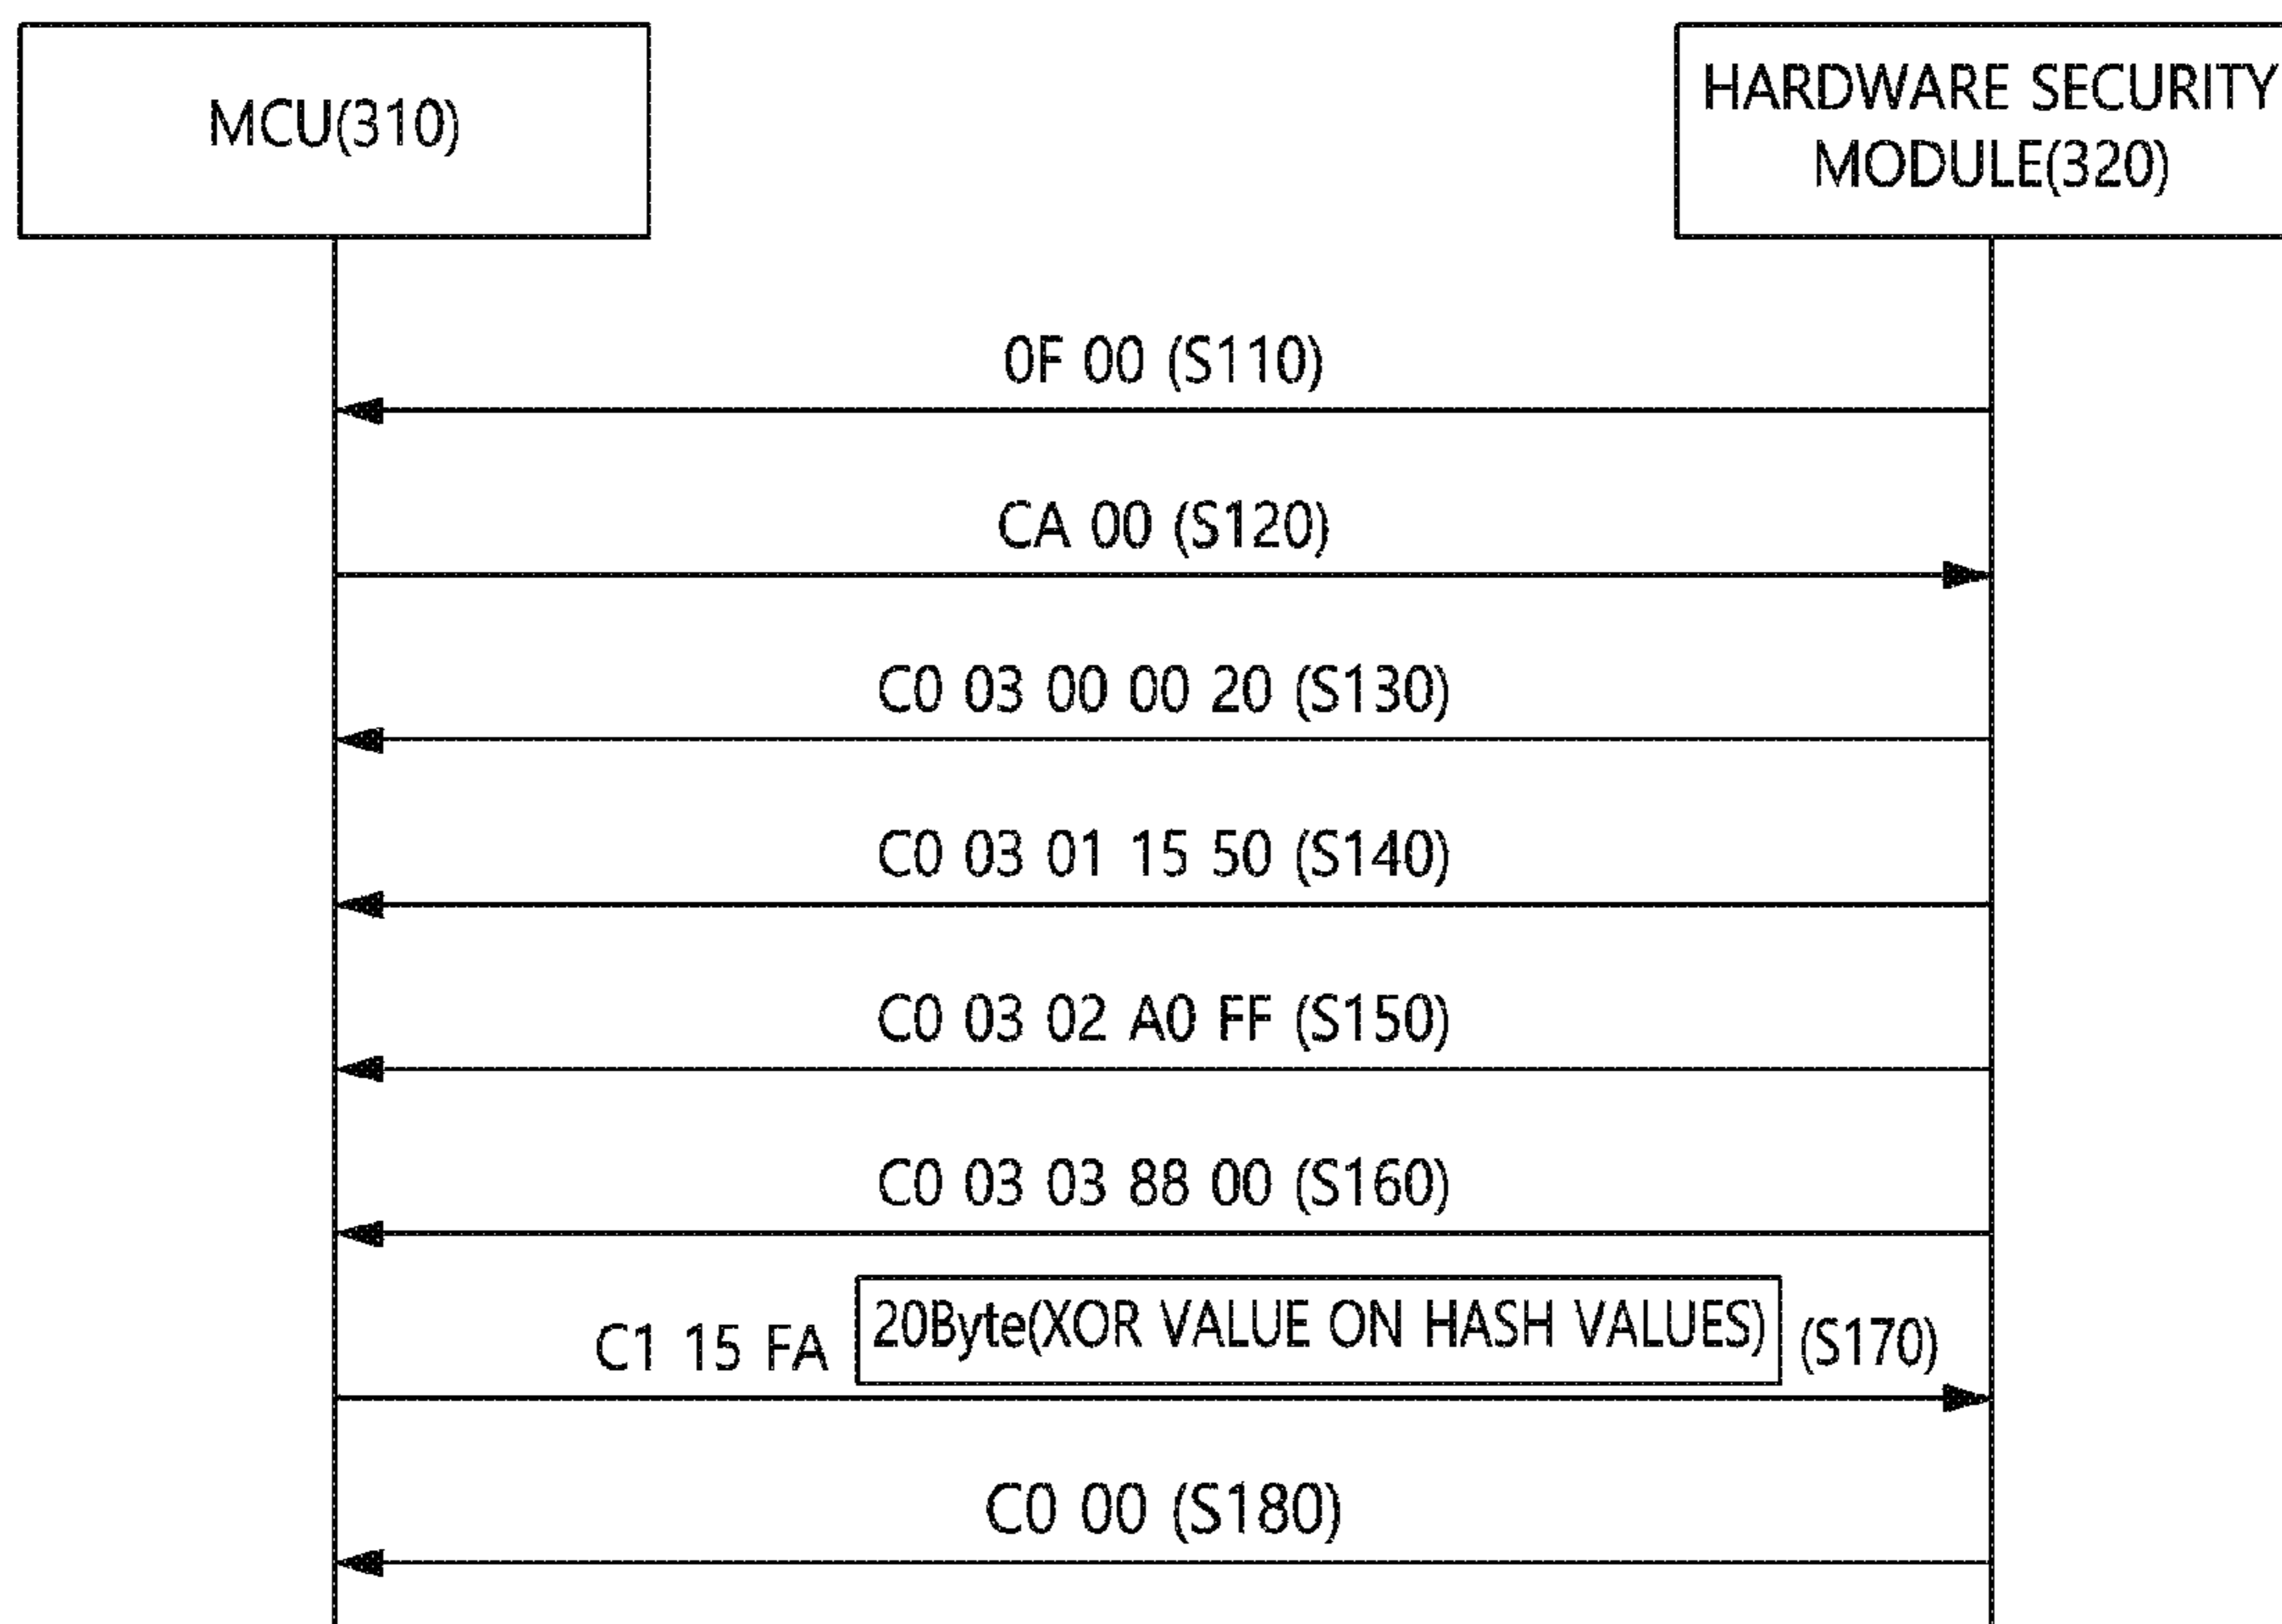 MCU(310)
HARDWARE SECURITY
MODULE(320)
0F 00 (S110)
CA 00 (S120)
C0 03 00 00 20 (S130)
C0 03 01 15 50 (S140)
C0 03 02 A0 FF (S150)
C0 03 03 88 00 (S160)
C1 15 FA 20Byte(XOR VALUE ON HASH VALUES) (S170)
C0 00 (S180)